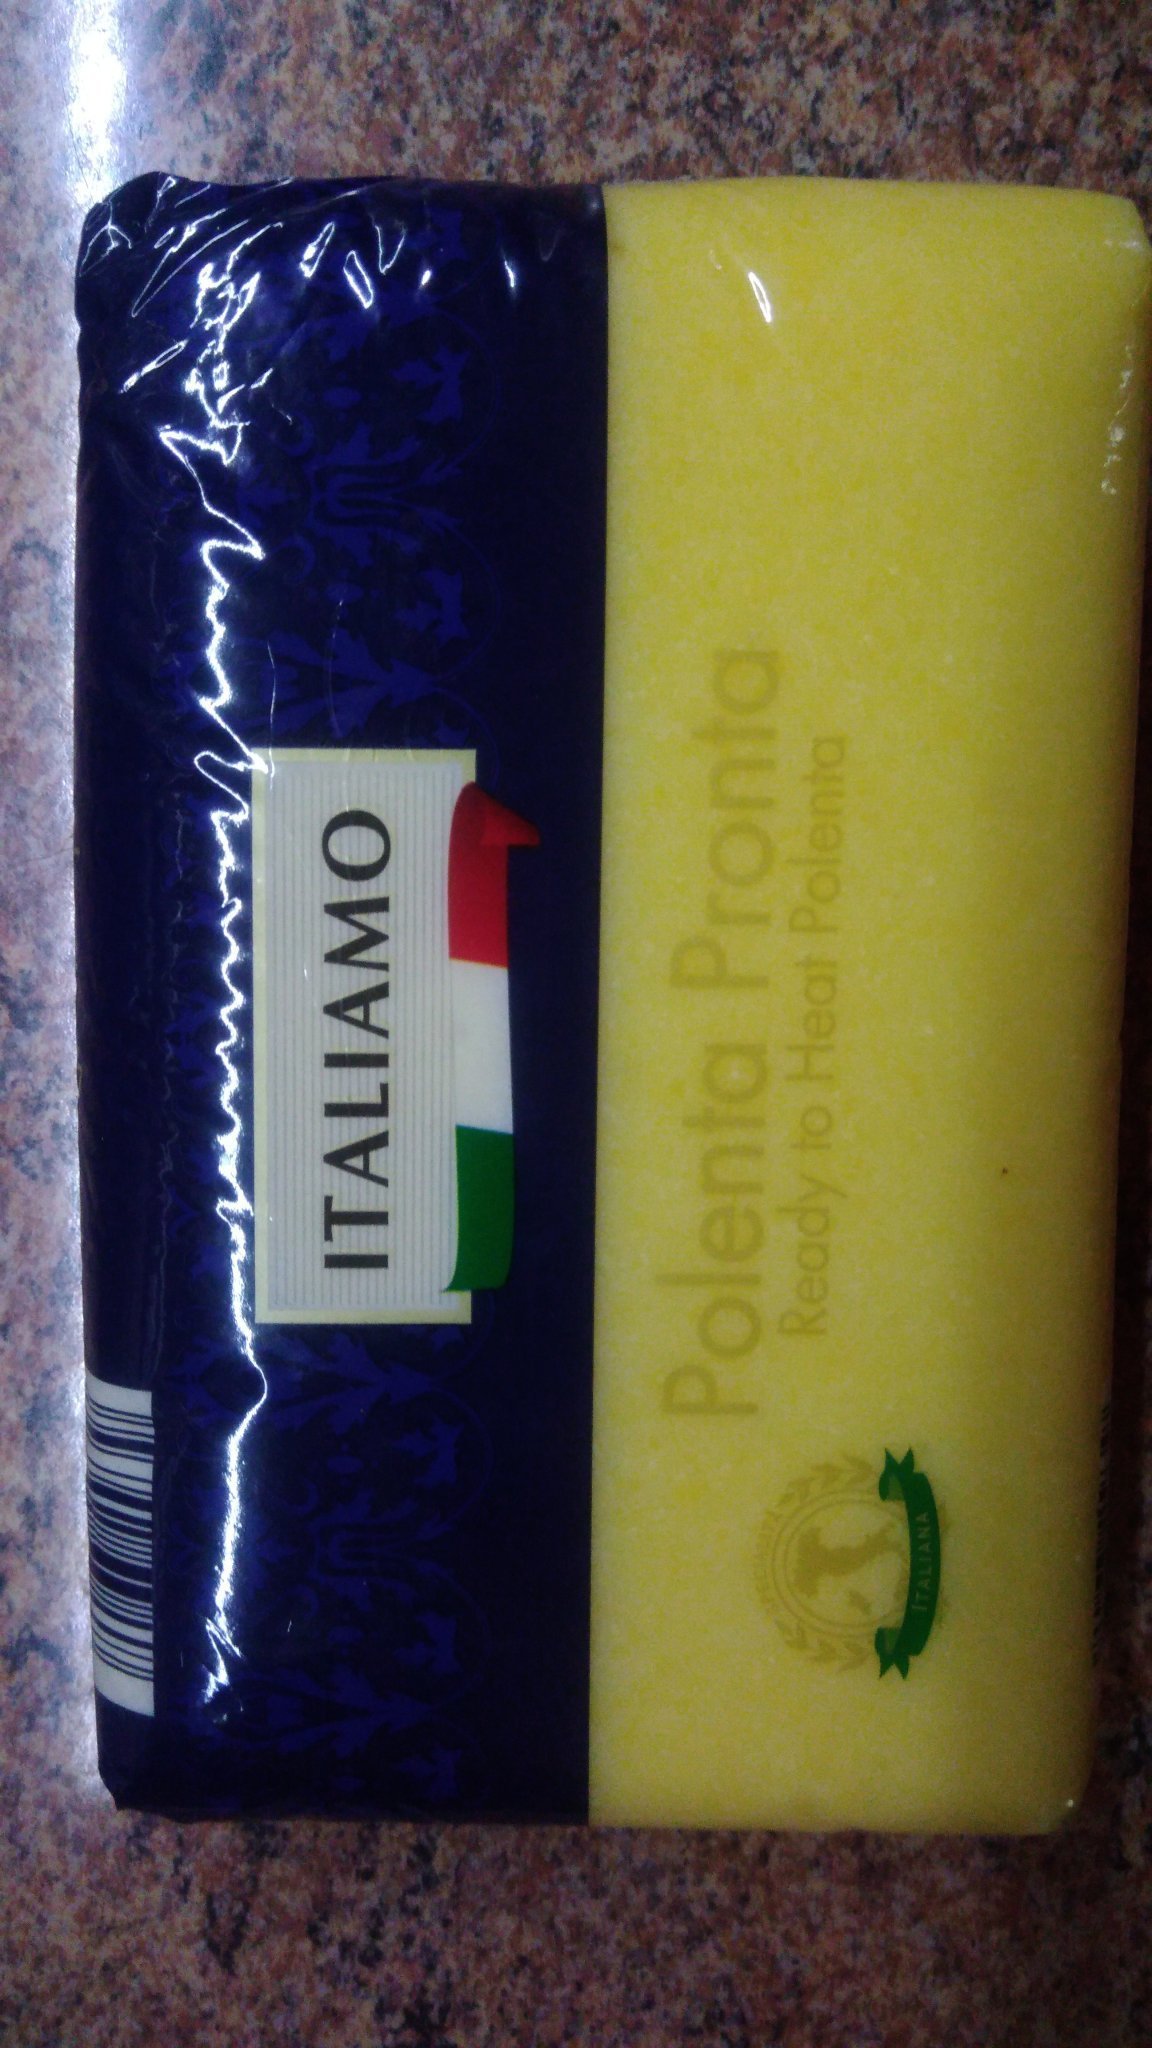 ITALIAMO
Polenta Pronta
Ready to Heat Polenta
ITALIANA